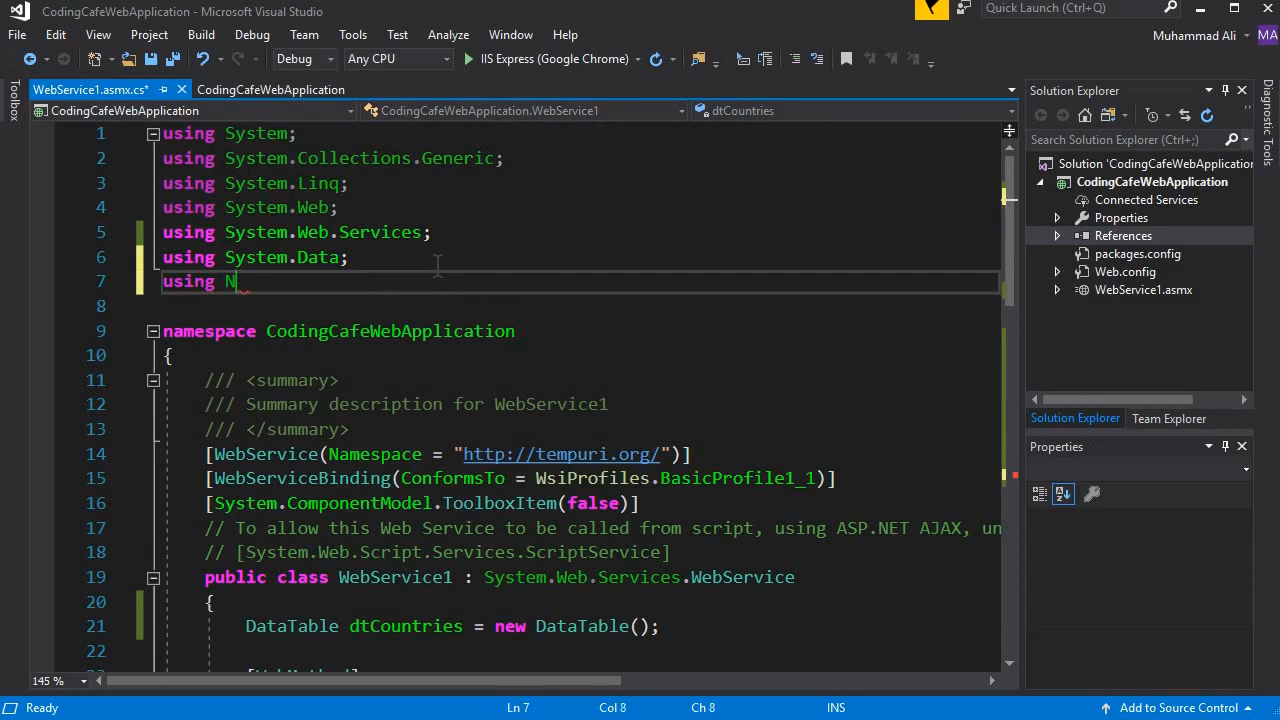 CodingCafeWebApplication - Microsoft Visual Studio
Quick Launch (Ctrl+Q)
File Edit View Project Build Debug Team Tools Test Analyze Window Help
Muhammad Ali MA
Debug Any CPU IIS Express (Google Chrome)
Toolbox
WebService1.asmx.cs* CodingCafeWebApplication
CodingCafeWebApplication CodingCafeWebApplication.WebService1 dtCountries
1 using System;
2 using System.Collections.Generic;
3 using System.Linq;
4 using System.Web;
5 using System.Web.Services;
6 using System.Data;
7 using N
8
9 namespace CodingCafeWebApplication
10 {
11 /// <summary>
12 /// Summary description for WebService1
13 /// </summary>
14 [WebService(Namespace = "http://tempuri.org/")]
15 [WebServiceBinding(ConformsTo = WsiProfiles.BasicProfile1_1)]
16 [System.ComponentModel.ToolboxItem(false)]
17 // To allow this Web Service to be called from script, using ASP.NET AJAX, un
18 // [System.Web.Script.Services.ScriptService]
19 public class WebService1 : System.Web.Services.WebService
20 {
21 DataTable dtCountries = new DataTable();
22
145 %
Solution Explorer
Search Solution Explorer (Ctrl+;)
Solution 'CodingCafeWebApplication
CodingCafeWebApplication
Connected Services
Properties
References
packages.config
Web.config
WebService1.asmx
Solution Explorer Team Explorer
Properties
Diagnostic Tools
Ready Ln 7 Col 8 Ch 8 INS Add to Source Control